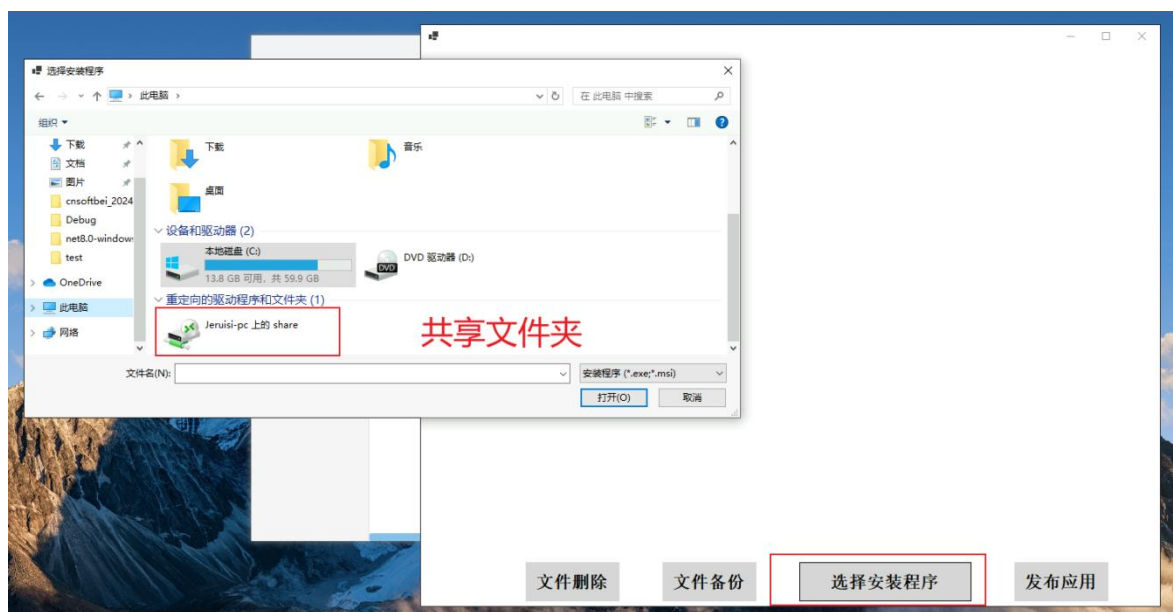 选择安装程序
此电脑
在 此电脑 中搜索
组织
下载
文档
图片
cnsoftbei_2024
Debug
net8.0-window
test
OneDrive
此电脑
网络
下载
音乐
桌面
设备和驱动器 (2)
本地磁盘 (C:)
13.8 GB 可用，共 59.9 GB
DVD 驱动器 (D:)
DVD
重定向的驱动程序和文件夹 (1)
Jeruisi-pc 上的 share
共享文件夹
文件名(N):
安装程序 (*.exe;*.msi)
打开(O)
取消
文件删除
文件备份
选择安装程序
发布应用